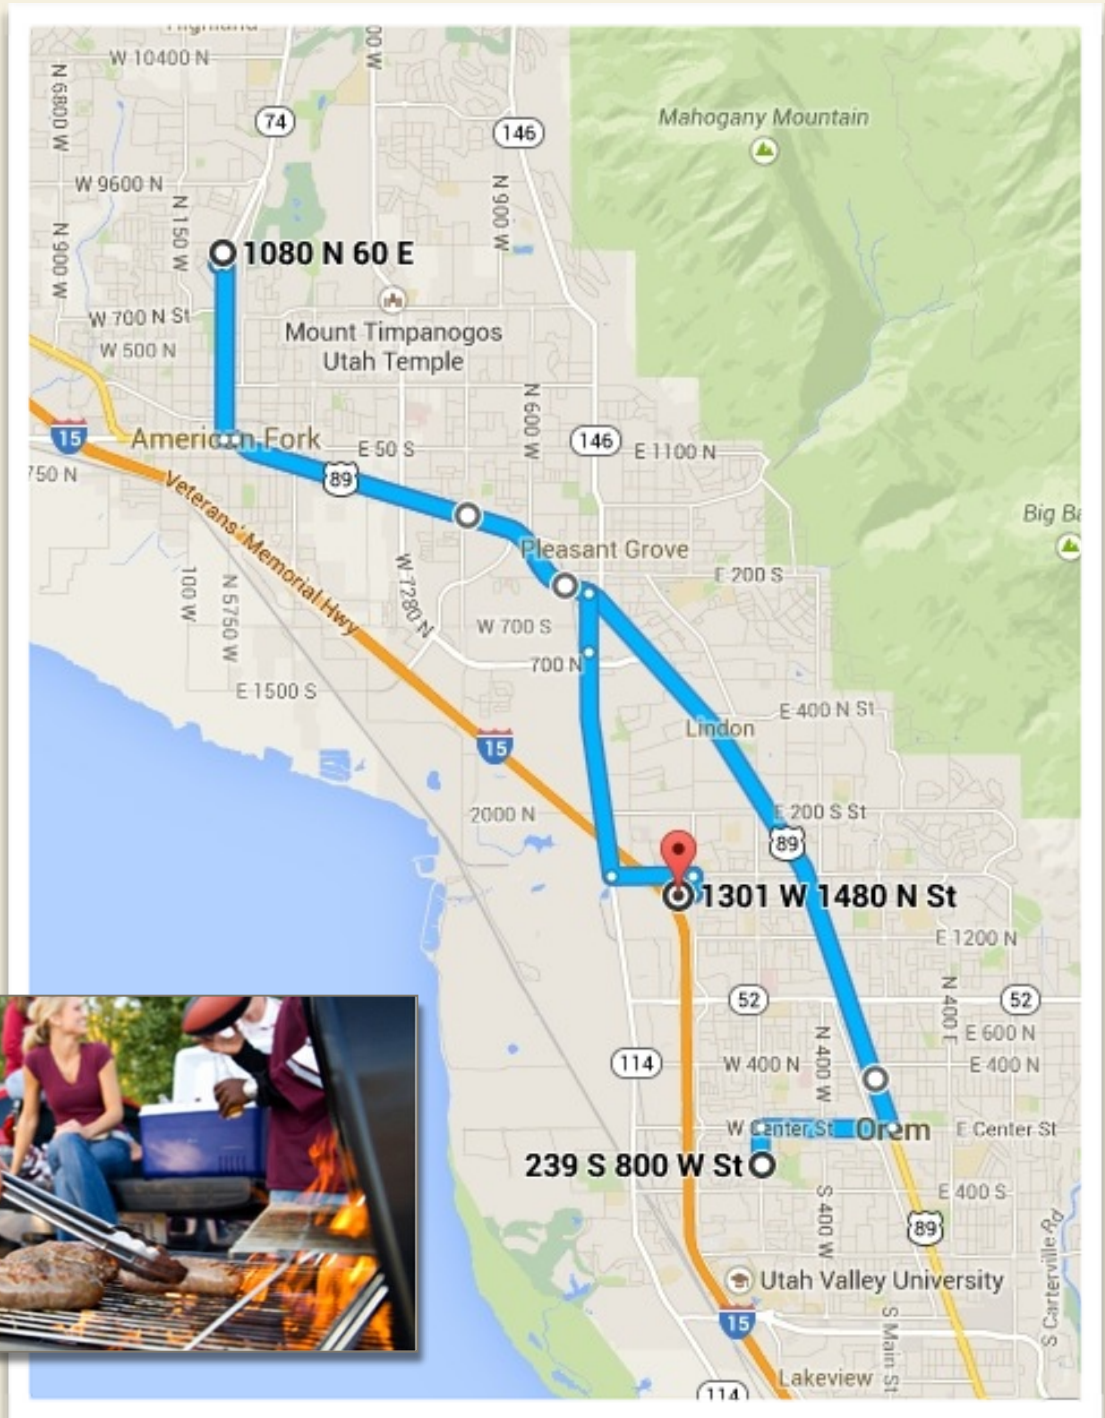 Highland
W 10400 N
N 6800 W
00 W
74
146
Mahogany Mountain
W 9600 N
N 150 W
N 900 W
N 900 W
1080 N 60 E
W 700 N St
Mount Timpanogos
Utah Temple
W 500 N
N 600 W
15
American Fork
E 50 S
146
E 1100 N
750 N
89
Veterans' Memorial Hwy
Big Ba
Pleasant Grove
W 7280 N
100 W
N 5750 W
E 200 S
W 700 S
700 N
E 1500 S
E 400 N St
Lindon
15
2000 N
E 200 S St
89
1301 W 1480 N St
E 1200 N
52
52
N 400 E
N 400 W
E 600 N
114
W 400 N
E 400 N
W Center St
Orem
E Center St
239 S 800 W St
S 400 W
E 400 S
89
S Carterville Rd
Utah Valley University
15
S Main St
Lakeview
114